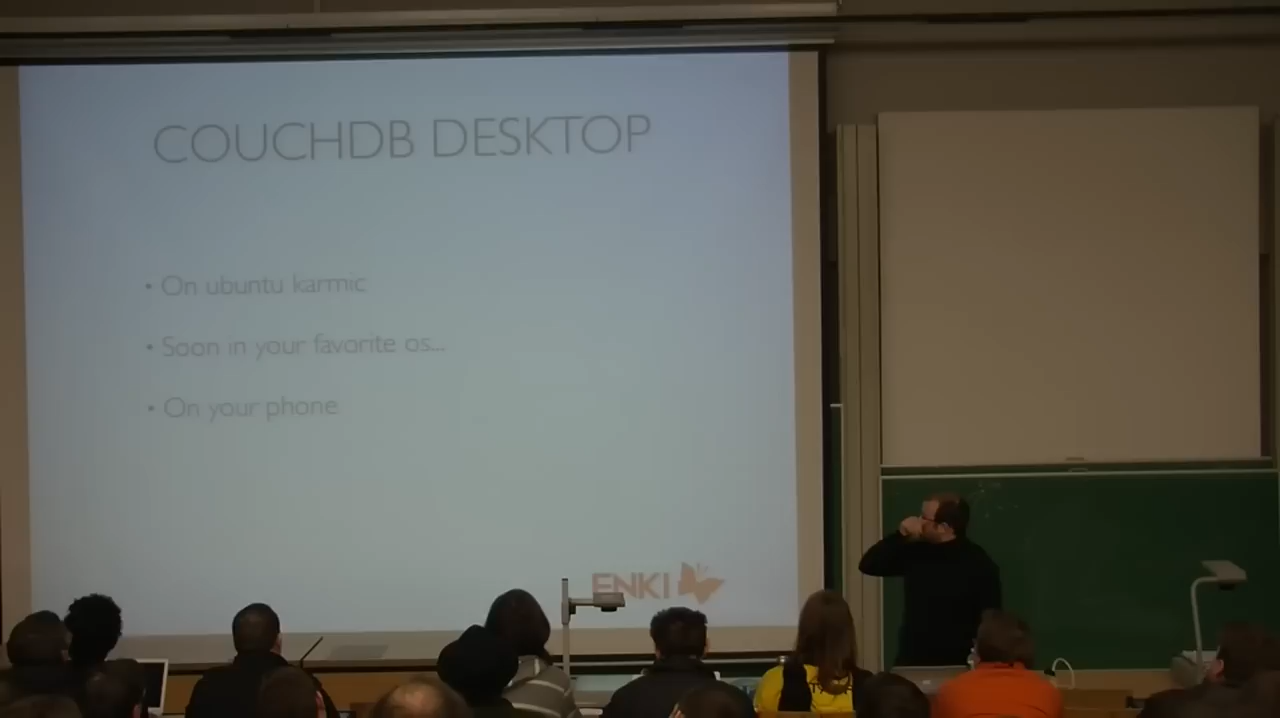 COUCHDB DESKTOP
• On ubuntu karmic
• Soon in your favorite os...
• On your phone
ENKI